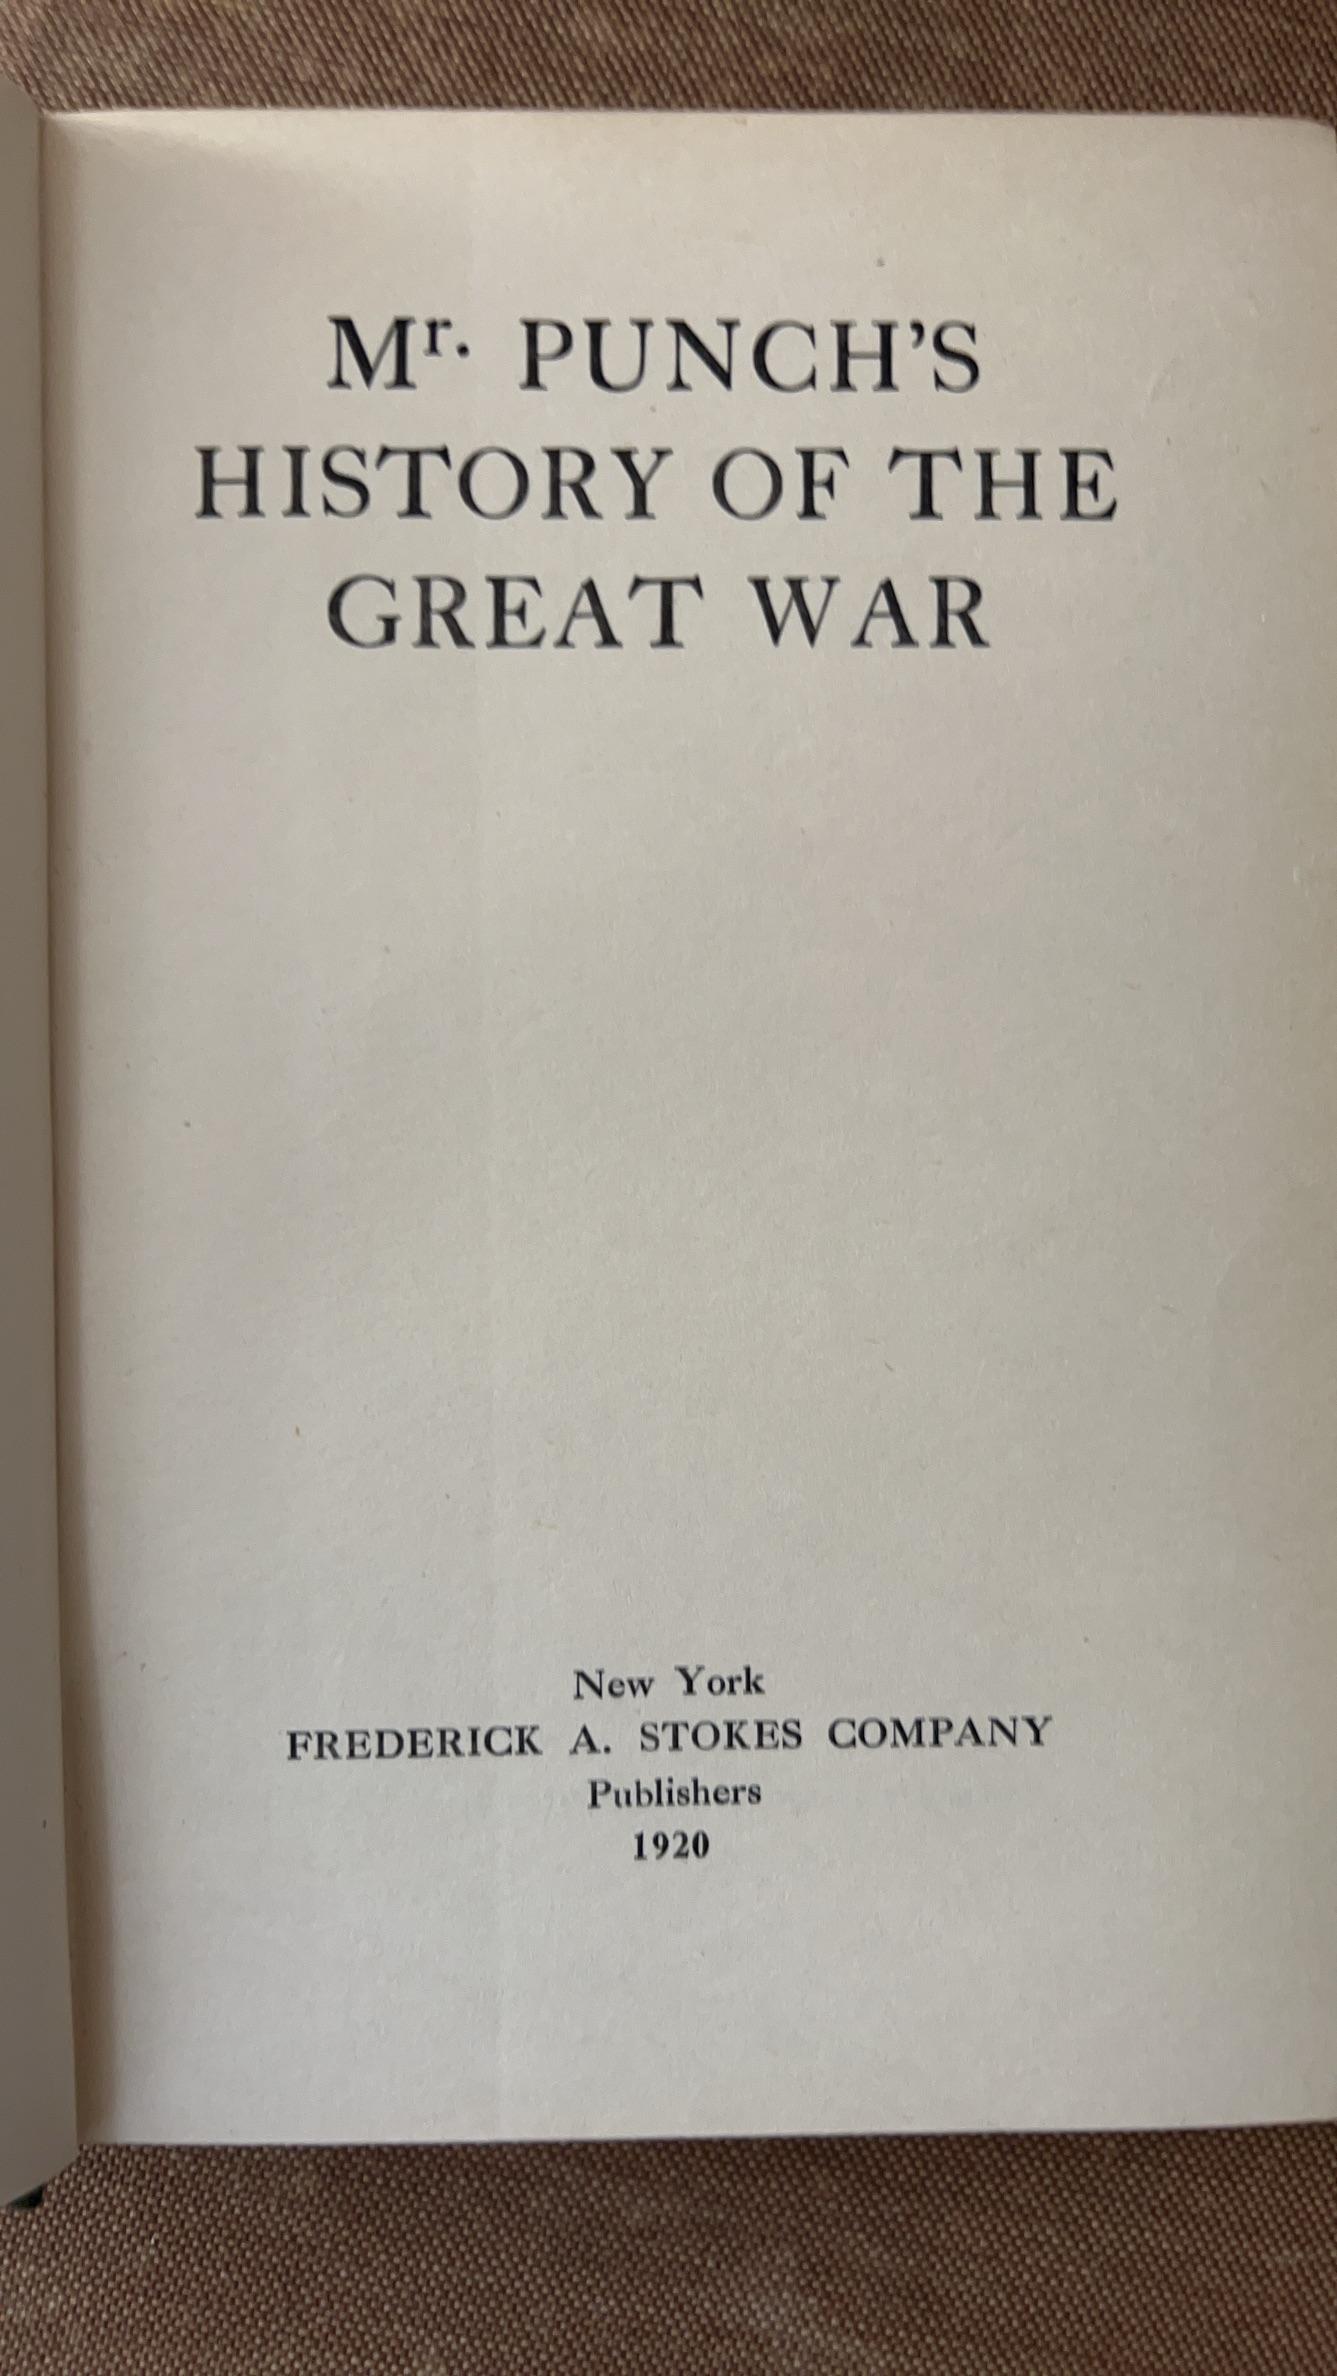 Mr. PUNCH'S
HISTORY OF THE
GREAT WAR
New York
FREDERICK A. STOKES COMPANY
Publishers
1920